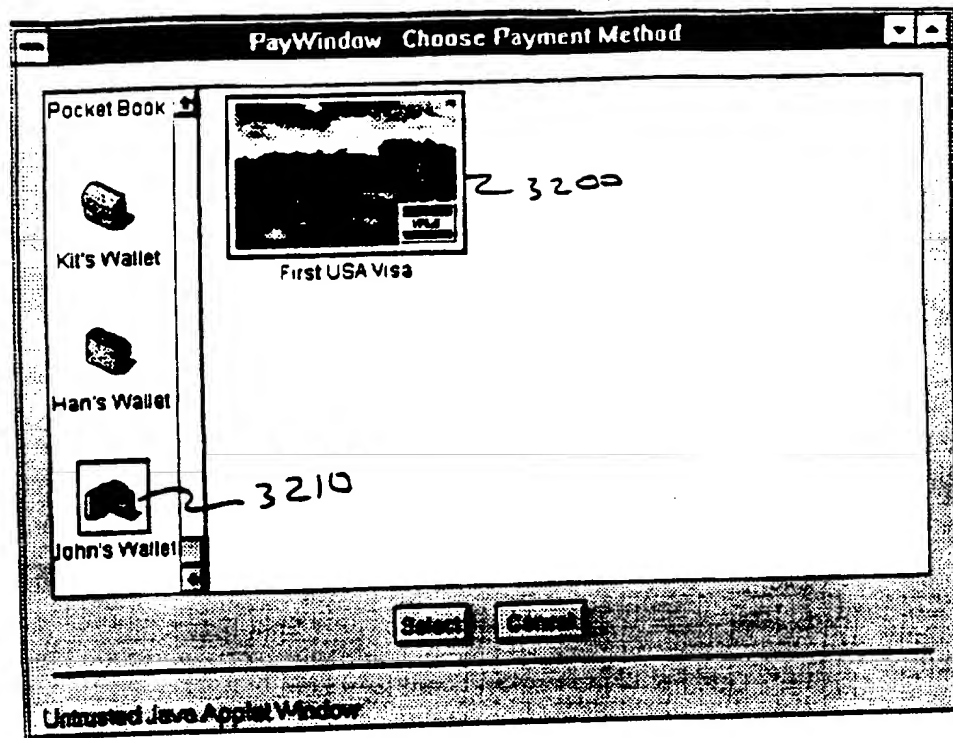 PayWindow Choose Payment Method
Pocket Book
3200
VISA
Kit's Wallet
First USA Visa
Han's Wallet
3210
John's Wallet
Select Cancel
Untrusted Java Applet Window